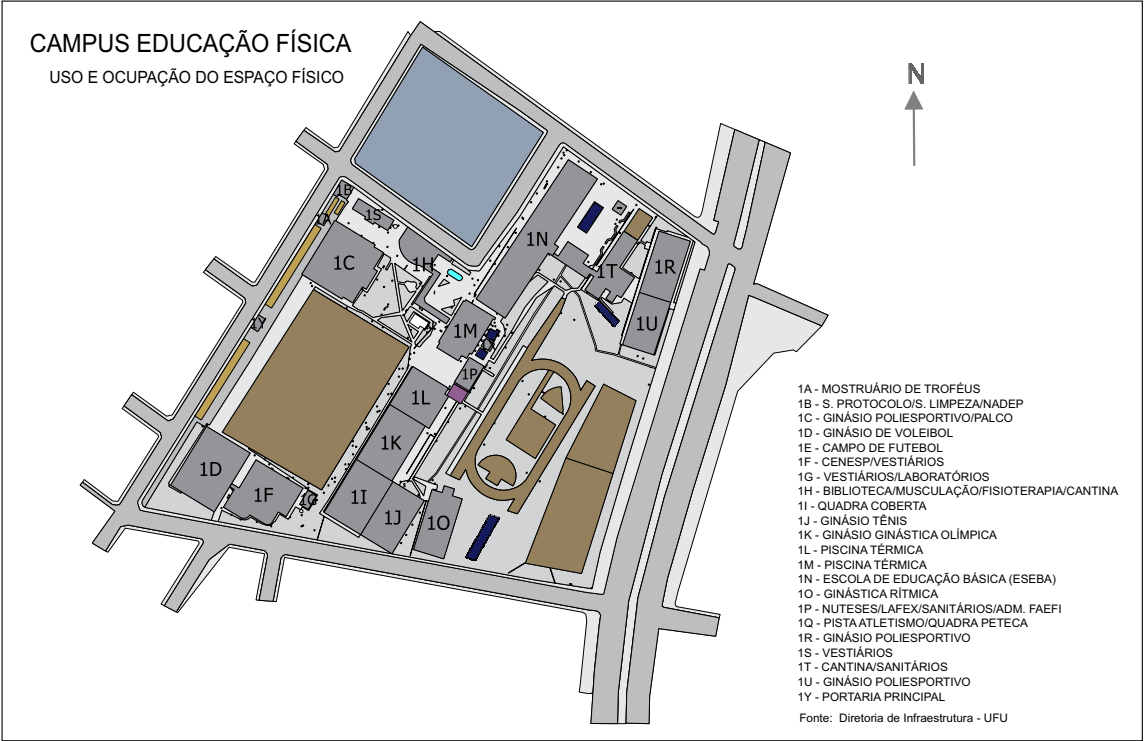 CAMPUS EDUCAÇÃO FÍSICA
USO E OCUPAÇÃO DO ESPAÇO FÍSICO
N
1B
1S
1A
1C
1H
1N
1T
1R
1U
1Y
1M
1P
1L
1K
1D
1F
1G
1I
1J
1O
1A - MOSTRUÁRIO DE TROFÉUS
1B - S. PROTOCOLO/S. LIMPEZA/NADEP
1C - GINÁSIO POLIESPORTIVO/PALCO
1D - GINÁSIO DE VOLEIBOL
1E - CAMPO DE FUTEBOL
1F - CENESP/VESTIÁRIOS
1G - VESTIÁRIOS/LABORATÓRIOS
1H - BIBLIOTECA/MUSCULAÇÃO/FISIOTERAPIA/CANTINA
1I - QUADRA COBERTA
1J - GINÁSIO TÊNIS
1K - GINÁSIO GINÁSTICA OLÍMPICA
1L - PISCINA TÉRMICA
1M - PISCINA TÉRMICA
1N - ESCOLA DE EDUCAÇÃO BÁSICA (ESEBA)
1O - GINÁSTICA RÍTMICA
1P - NUTESES/LAFEX/SANITÁRIOS/ADM. FAEFI
1Q - PISTA ATLETISMO/QUADRA PETECA
1R - GINÁSIO POLIESPORTIVO
1S - VESTIÁRIOS
1T - CANTINA/SANITÁRIOS
1U - GINÁSIO POLIESPORTIVO
1Y - PORTARIA PRINCIPAL
Fonte: Diretoria de Infraestrutura - UFU